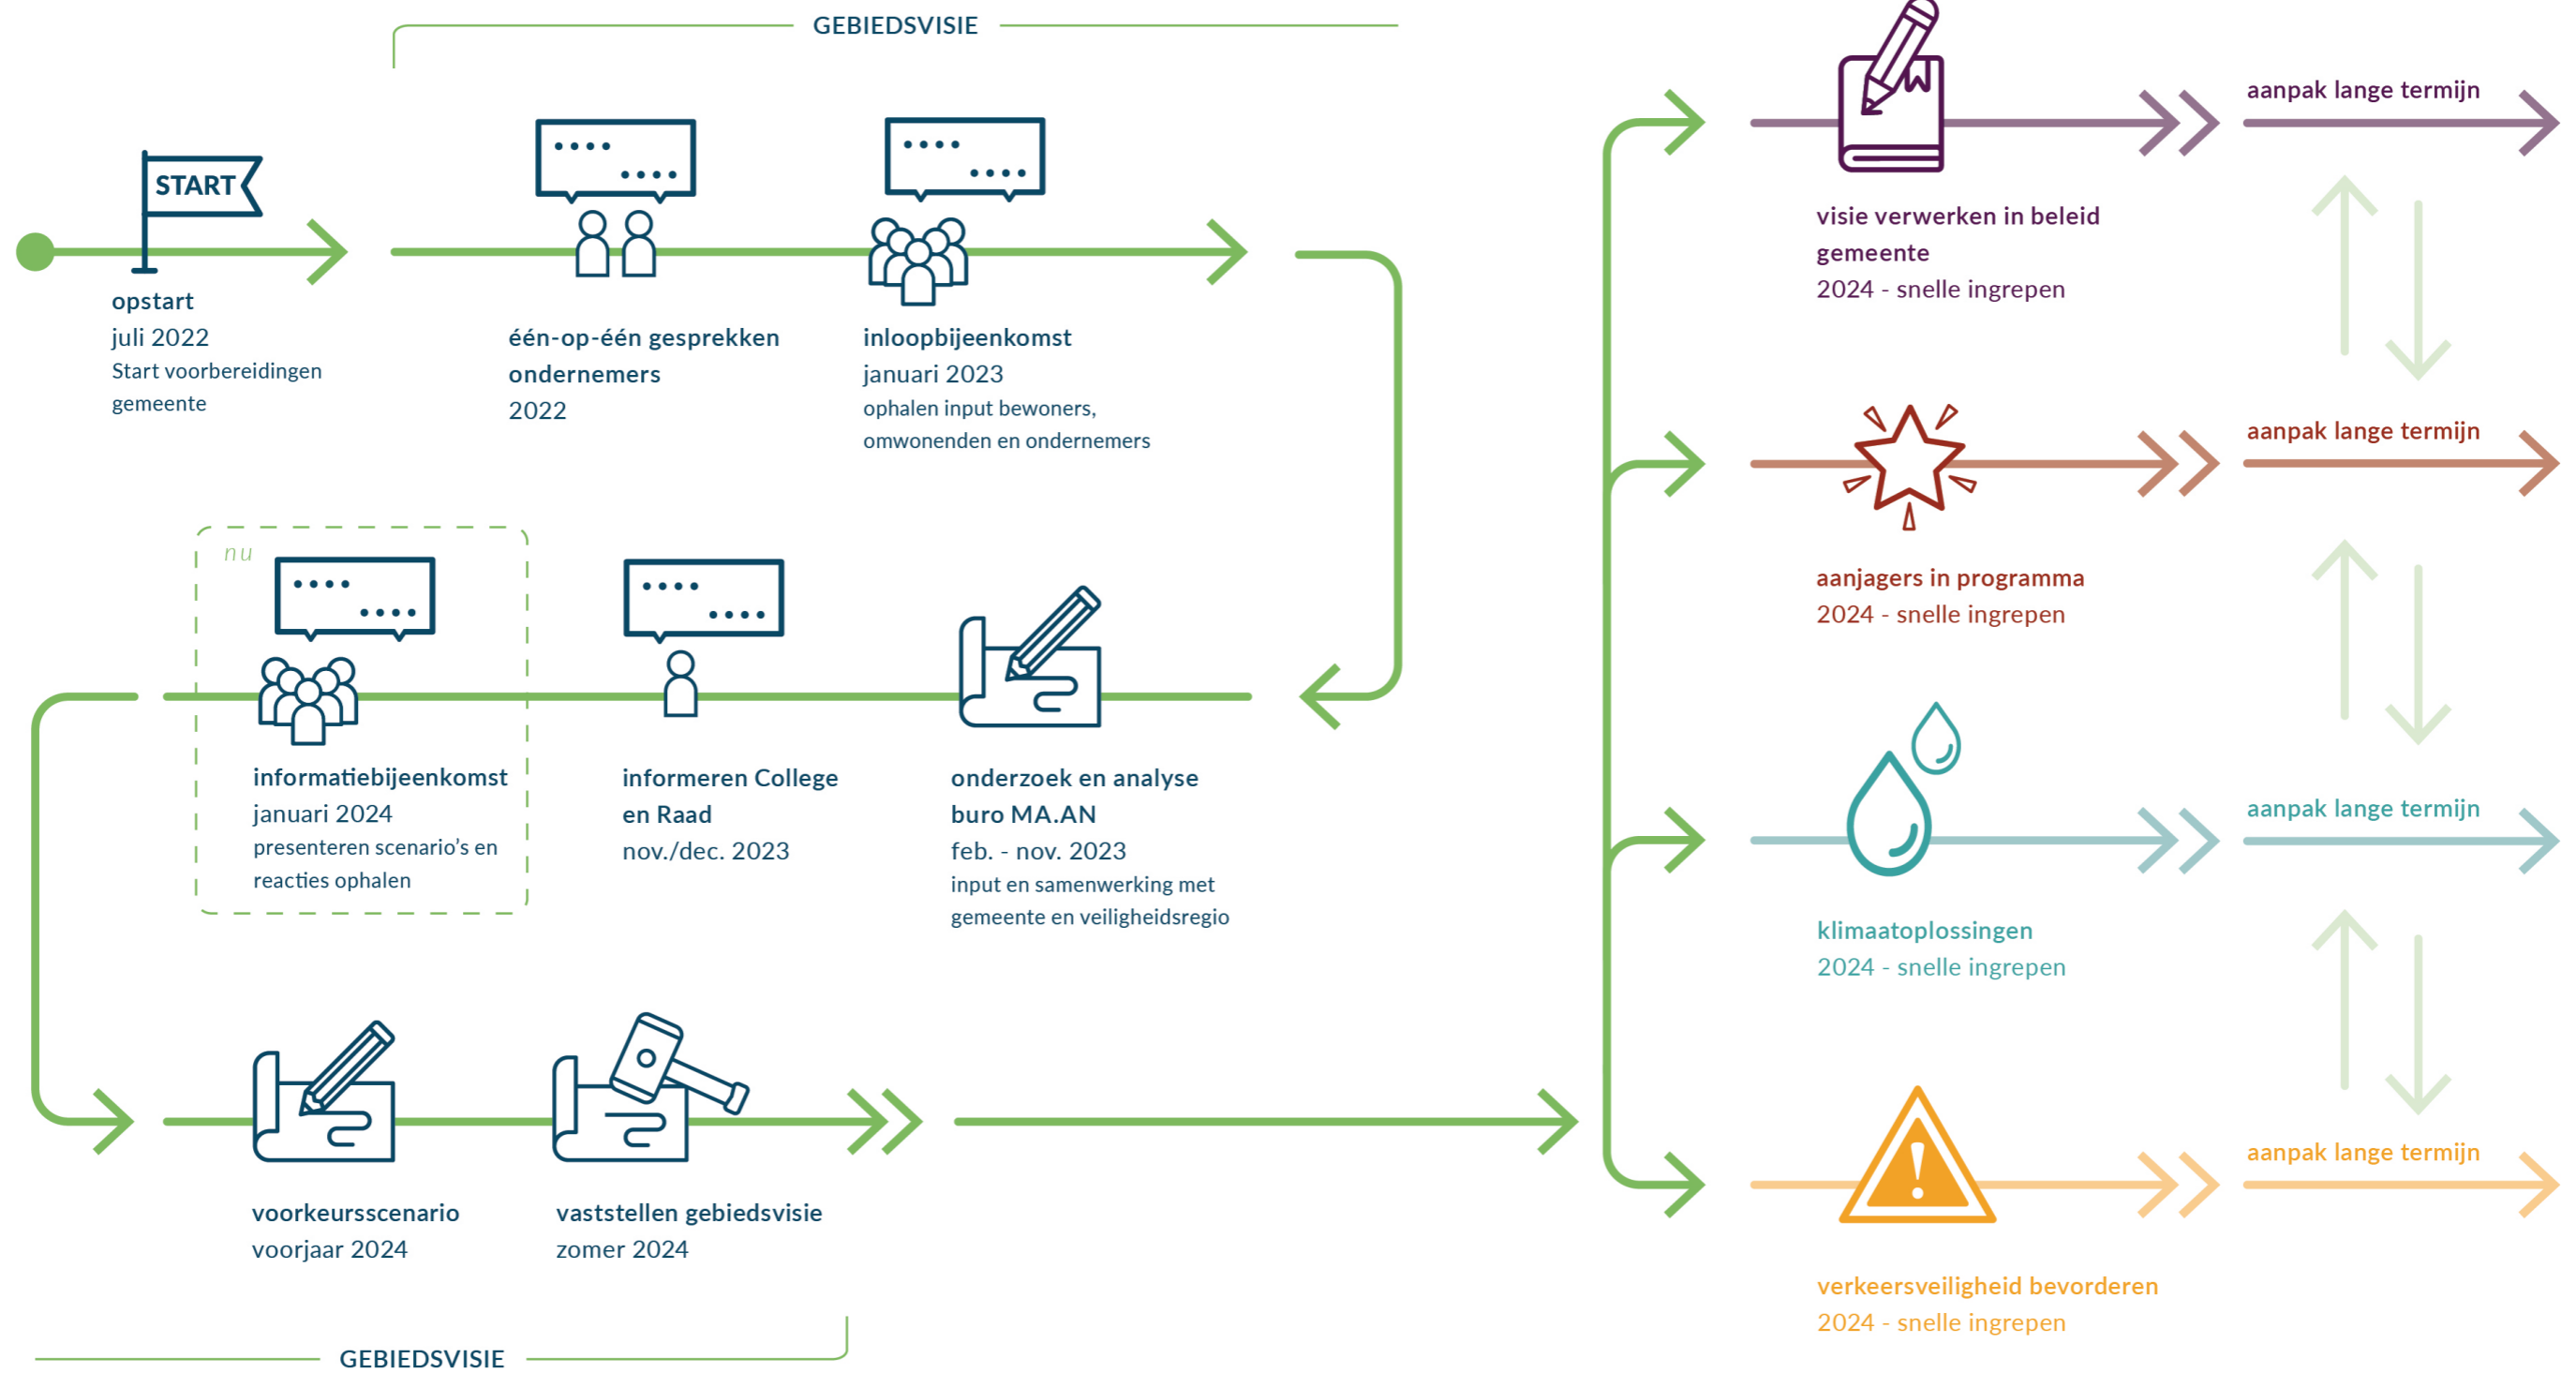 GEBIEDSVISIE
START
opstart
juli 2022
Start voorbereidingen
gemeente
één-op-één gesprekken
ondernemers
2022
inloopbijeenkomst
januari 2023
ophalen input bewoners,
omwonenden en ondernemers
nu
informatiebijeenkomst
januari 2024
presenteren scenario's en
reacties ophalen
informeren College
en Raad
nov./dec. 2023
onderzoek en analyse
buro MA.AN
feb. - nov. 2023
input en samenwerking met
gemeente en veiligheidsregio
voorkeursscenario
voorjaar 2024
vaststellen gebiedsvisie
zomer 2024
GEBIEDSVISIE
visie verwerken in beleid
gemeente
2024 - snelle ingrepen
aanpak lange termijn
aanjagers in programma
2024 - snelle ingrepen
aanpak lange termijn
klimaatoplossingen
2024 - snelle ingrepen
aanpak lange termijn
verkeersveiligheid bevorderen
2024 - snelle ingrepen
aanpak lange termijn